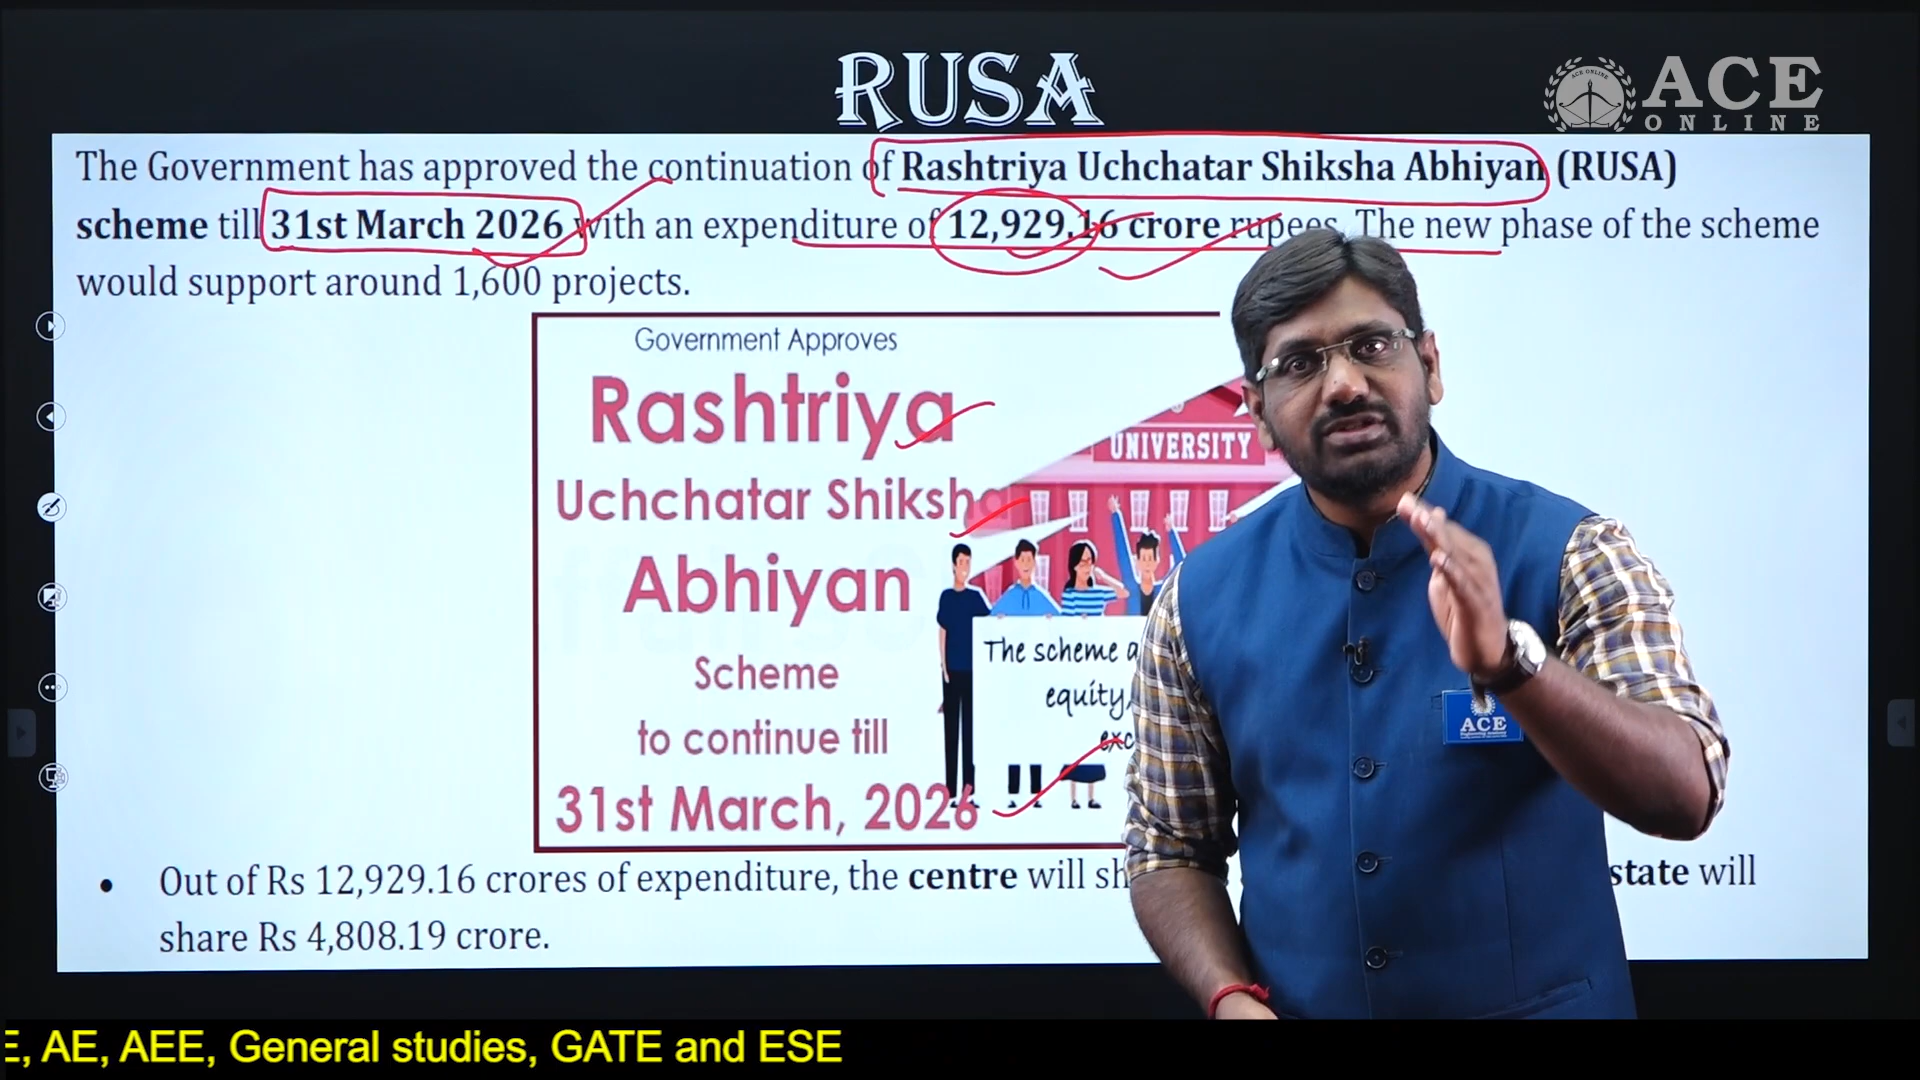 RUSA
ACE
ONLINE
ACE ONLINE
The Government has approved the continuation of Rashtriya Uchchatar Shiksha Abhiyan (RUSA)
scheme till 31st March 2026 with an expenditure of 12,929.16 crore rupees. The new phase of the scheme
would support around 1,600 projects.
Government Approves
Rashtriya
UNIVERSITY
Uchchatar Shiksha
Abhiyan
The scheme a
equity,
exc
Scheme
to continue till
31st March, 2026
ACE
Out of Rs 12,929.16 crores of expenditure, the centre will sh state will
share Rs 4,808.19 crore.
E, AE, AEE, General studies, GATE and ESE